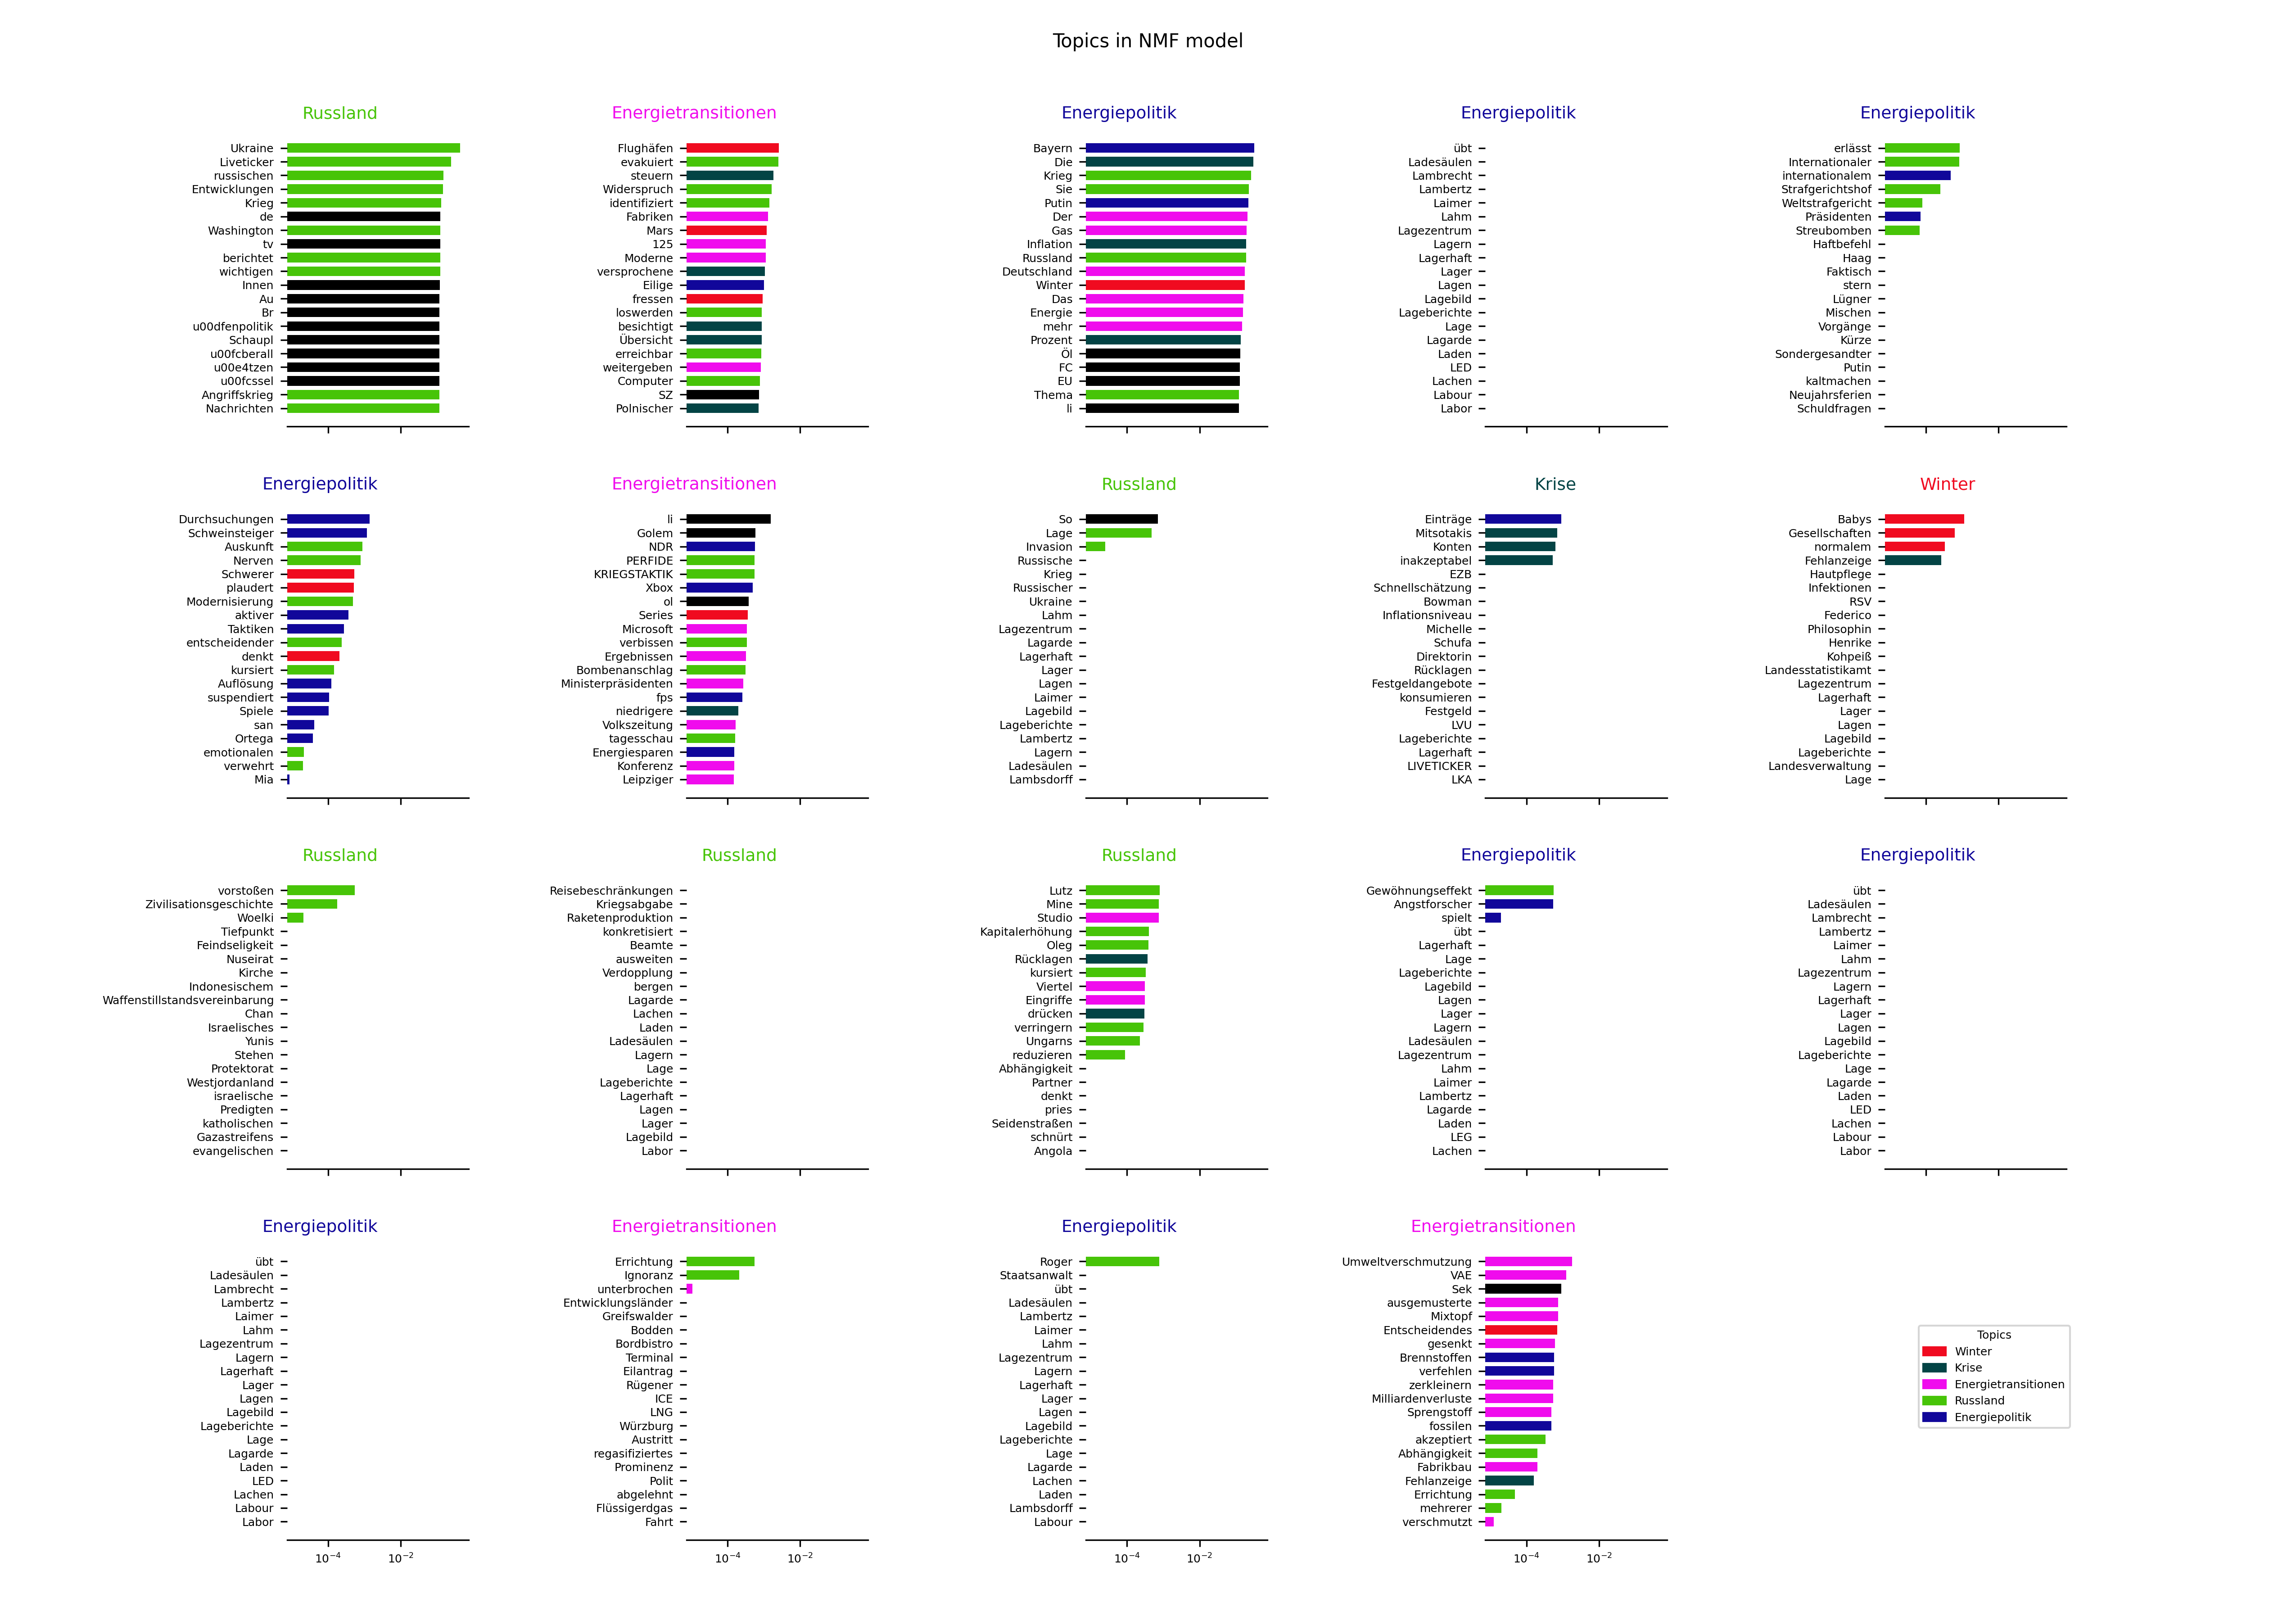 Topics in NMF model
Russland
Ukraine
Liveticker
russischen
Entwicklungen
Krieg
de
Washington
tv
berichtet
wichtigen
Innen
Au
Br
u00dfenpolitik
Schaupl
u00fcberall
u00e4tzen
u00fcssel
Angriffskrieg
Nachrichten
Energietransitionen
Flughäfen
evakuiert
steuern
Widerspruch
identifiziert
Fabriken
Mars
125
Moderne
versprochene
Eilige
fressen
loswerden
besichtigt
Übersicht
erreichbar
weitergeben
Computer
SZ
Polnischer
Energiepolitik
Bayern
Die
Krieg
Sie
Putin
Der
Gas
Inflation
Russland
Deutschland
Winter
Das
Energie
mehr
Prozent
Öl
FC
EU
Thema
li
Energiepolitik
übt
Ladesäulen
Lambrecht
Lambertz
Laimer
Lahm
Lagezentrum
Lagern
Lagerhaft
Lager
Lagen
Lagebild
Lageberichte
Lage
Lagarde
Laden
LED
Lachen
Labour
Labor
Energiepolitik
erlässt
Internationaler
internationalem
Strafgerichtshof
Weltstrafgericht
Präsidenten
Streubomben
Haftbefehl
Haag
Faktisch
stern
Lügner
Mischen
Vorgänge
Kürze
Sondergesandter
Putin
kaltmachen
Neujahrsferien
Schuldfragen
Energiepolitik
Durchsuchungen
Schweinsteiger
Auskunft
Nerven
Schwerer
plaudert
Modernisierung
aktiver
Taktiken
entscheidender
denkt
kursiert
Auflösung
suspendiert
Spiele
san
Ortega
emotionalen
verwehrt
Mia
Energietransitionen
li
Golem
NDR
PERFIDE
KRIEGSTAKTIK
Xbox
ol
Series
Microsoft
verbissen
Ergebnissen
Bombenanschlag
Ministerpräsidenten
fps
niedrigere
Volkszeitung
tagesschau
Energiesparen
Konferenz
Leipziger
Russland
So
Lage
Invasion
Russische
Krieg
Russischer
Ukraine
Lahm
Lagezentrum
Lagarde
Lagerhaft
Lager
Lagen
Laimer
Lagebild
Lageberichte
Lambertz
Lagern
Ladesäulen
Lambsdorff
Krise
Einträge
Mitsotakis
Konten
inakzeptabel
EZB
Schnellschätzung
Bowman
Inflationsniveau
Michelle
Schufa
Direktorin
Rücklagen
Festgeldangebote
konsumieren
Festgeld
LVU
Lageberichte
Lagerhaft
LIVETICKER
LKA
Winter
Babys
Gesellschaften
normalem
Fehlanzeige
Hautpflege
Infektionen
RSV
Federico
Philosophin
Henrike
Kohpeiß
Landesstatistikamt
Lagezentrum
Lagerhaft
Lager
Lagen
Lagebild
Lageberichte
Landesverwaltung
Lage
Russland
vorstoßen
Zivilisationsgeschichte
Woelki
Tiefpunkt
Feindseligkeit
Nuseirat
Kirche
Indonesischem
Waffenstillstandsvereinbarung
Chan
Israelisches
Yunis
Stehen
Protektorat
Westjordanland
israelische
Predigten
katholischen
Gazastreifens
evangelischen
Russland
Reisebeschränkungen
Kriegsabgabe
Raketenproduktion
konkretisiert
Beamte
ausweiten
Verdopplung
bergen
Lagarde
Lachen
Laden
Ladesäulen
Lagern
Lage
Lageberichte
Lagerhaft
Lagen
Lager
Lagebild
Labor
Russland
Lutz
Mine
Studio
Kapitalerhöhung
Oleg
Rücklagen
kursiert
Viertel
Eingriffe
drücken
verringern
Ungarns
reduzieren
Abhängigkeit
Partner
denkt
pries
Seidenstraßen
schnürt
Angola
Energiepolitik
Gewöhnungseffekt
Angstforscher
spielt
übt
Lagerhaft
Lage
Lageberichte
Lagebild
Lagen
Lager
Lagern
Ladesäulen
Lagezentrum
Lahm
Laimer
Lambertz
Lagarde
Laden
LEG
Lachen
Energiepolitik
übt
Ladesäulen
Lambrecht
Lambertz
Laimer
Lahm
Lagezentrum
Lagern
Lagerhaft
Lager
Lagen
Lagebild
Lageberichte
Lage
Lagarde
Laden
LED
Lachen
Labour
Labor
Energiepolitik
übt
Ladesäulen
Lambrecht
Lambertz
Laimer
Lahm
Lagezentrum
Lagern
Lagerhaft
Lager
Lagen
Lagebild
Lageberichte
Lage
Lagarde
Laden
LED
Lachen
Labour
Labor
10⁻⁴ 10⁻²
Energietransitionen
Errichtung
Ignoranz
unterbrochen
Entwicklungsländer
Greifswalder
Bodden
Bordbistro
Terminal
Eilantrag
Rügener
ICE
LNG
Würzburg
Austritt
regasifiziertes
Prominenz
Polit
abgelehnt
Flüssigerdgas
Fahrt
10⁻⁴ 10⁻²
Energiepolitik
Roger
Staatsanwalt
übt
Ladesäulen
Lambertz
Laimer
Lahm
Lagezentrum
Lagern
Lagerhaft
Lager
Lagen
Lagebild
Lageberichte
Lage
Lagarde
Lachen
Laden
Lambsdorff
Labour
10⁻⁴ 10⁻²
Energietransitionen
Umweltverschmutzung
VAE
Sek
ausgemusterte
Mixtopf
Entscheidendes
gesenkt
Brennstoffen
verfehlen
zerkleinern
Milliardenverluste
Sprengstoff
fossilen
akzeptiert
Abhängigkeit
Fabrikbau
Fehlanzeige
Errichtung
mehrerer
verschmutzt
10⁻⁴ 10⁻²
Topics
Winter
Krise
Energietransitionen
Russland
Energiepolitik